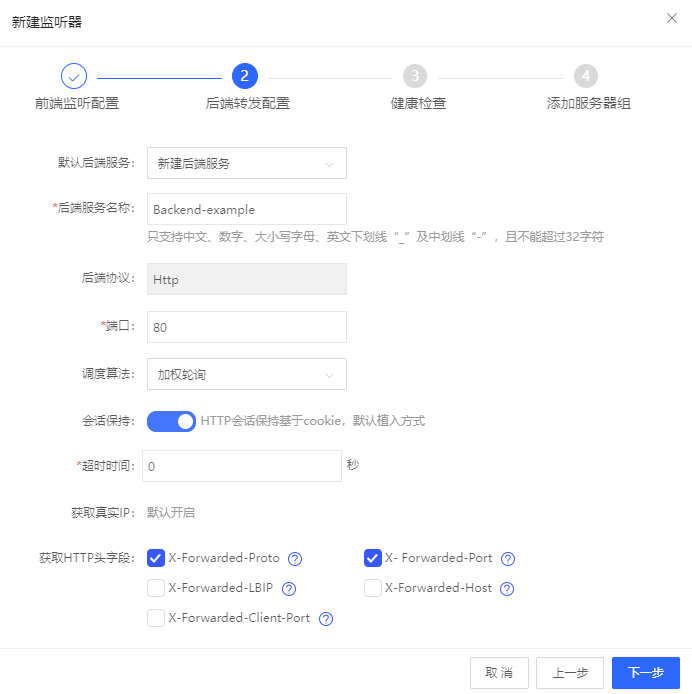 新建监听器
2 3 4
前端监听配置 后端转发配置 健康检查 添加服务器组
默认后端服务： 新建后端服务
*后端服务名称： Backend-example
只支持中文、数字、大小写字母、英文下划线“_”及中划线“-”，且不能超过32字符
后端协议： Http
*端口： 80
调度算法： 加权轮询
会话保持： HTTP会话保持基于cookie，默认植入方式
*超时时间： 0 秒
获取真实IP： 默认开启
获取HTTP头字段： X-Forwarded-Proto ? X- Forwarded-Port ?
X-Forwarded-LBIP ? X-Forwarded-Host ?
X-Forwarded-Client-Port ?
取 消 上一步 下一步